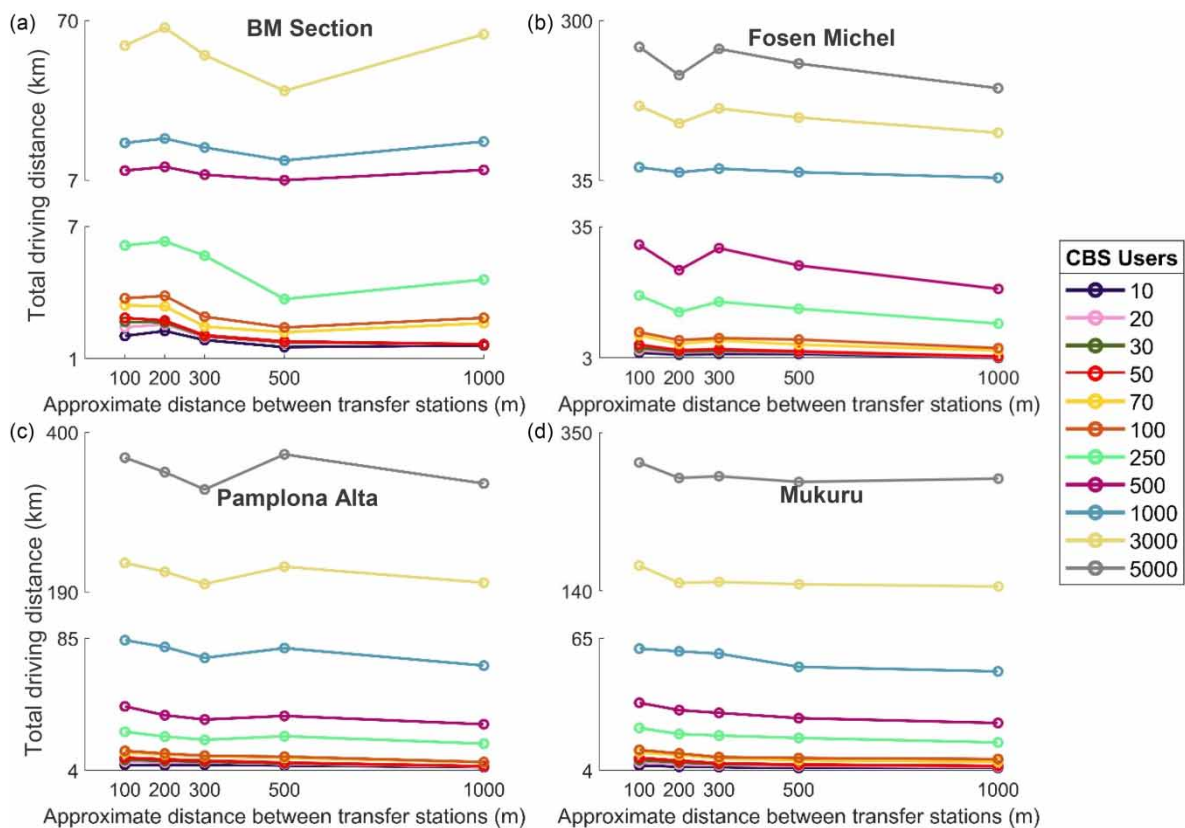 (a)
BM Section
70
7
7
1
Total driving distance (km)
100 200 300 500 1000
Approximate distance between transfer stations (m)
(b)
Fosen Michel
300
35
35
3
100 200 300 500 1000
Approximate distance between transfer stations (m)
(c)
Pamplona Alta
400
190
85
4
Total driving distance (km)
100 200 300 500 1000
Approximate distance between transfer stations (m)
(d)
Mukuru
350
140
65
4
100 200 300 500 1000
Approximate distance between transfer stations (m)
CBS Users
10
20
30
50
70
100
250
500
1000
3000
5000